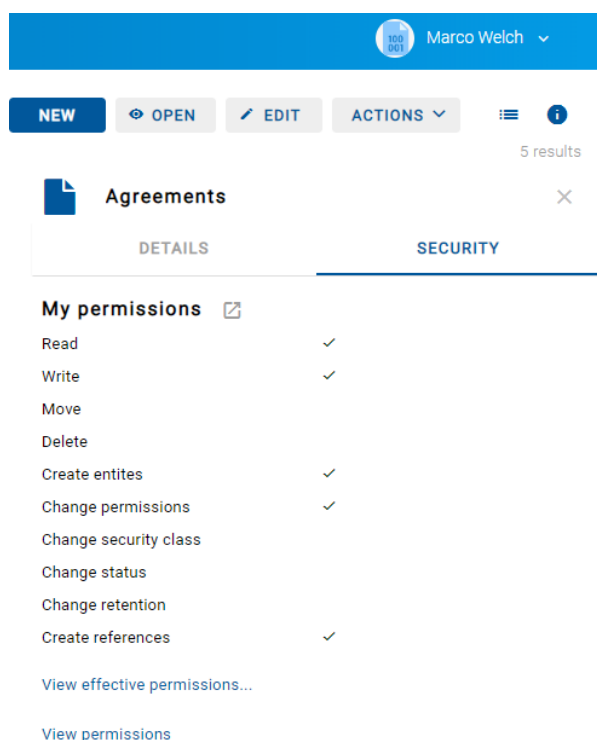 100
001
Marco Welch
NEW
OPEN
EDIT
ACTIONS
5 results
Agreements
DETAILS
SECURITY
My permissions
Read
Write
Move
Delete
Create entites
Change permissions
Change security class
Change status
Change retention
Create references
View effective permissions...
View permissions